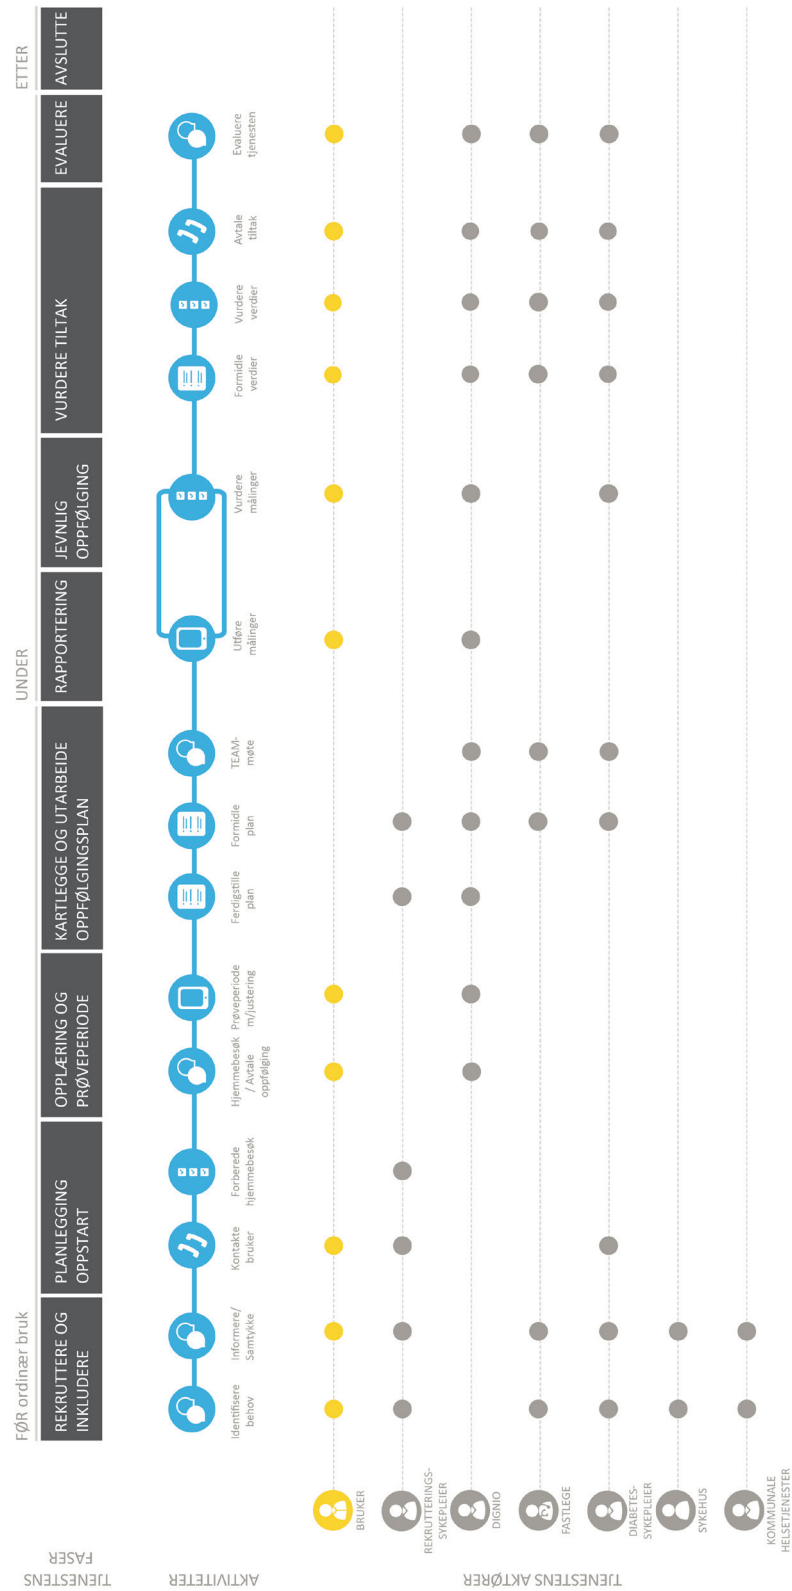 TJENESTENS
FASER
FØR ordinær bruk
UNDER
ETTER
REKRUTTERE OG
INKLUDERE
PLANLEGGING
OPPSTART
OPPLÆRING OG
PRØVEPERIODE
KARTLEGGE OG UTARBEIDE
OPPFØLGINGSPLAN
RAPPORTERING
JEVNLIG
OPPFØLGING
VURDERE TILTAK
EVALUERE
AVSLUTTE
AKTIVITETER
Identifisere
behov
Informere/
Samtykke
Kontakte
bruker
Forberede
hjemmebesøk
Hjemmebesøk
/ Avtale
oppfølging
Prøveperiode
m/justering
Ferdigstille
plan
Formidle
plan
TEAM-
møte
Utføre
målinger
Vurdere
målinger
Formidle
verdier
Vurdere
verdier
Avtale
tiltak
Evaluere
tjenesten
TJENESTENS AKTØRER
BRUKER
REKRUTTERINGS-
SYKEPLEIER
DIGNIO
FASTLEGE
DIABETES-
SYKEPLEIER
SYKEHUS
KOMMUNALE
HELSETJENESTER